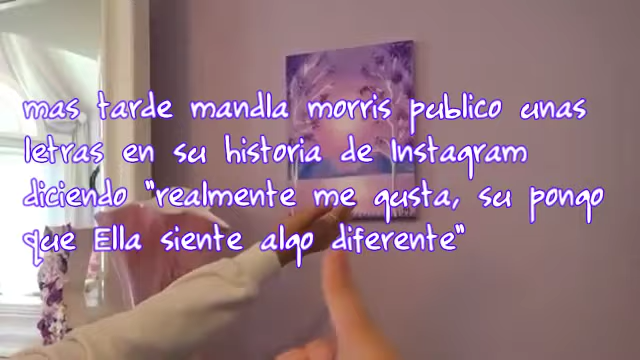 mas tarde mandla morris publico unas
letras en su historia de Instagram
diciendo "realmente me gusta, su pongo
que Ella siente algo diferente"